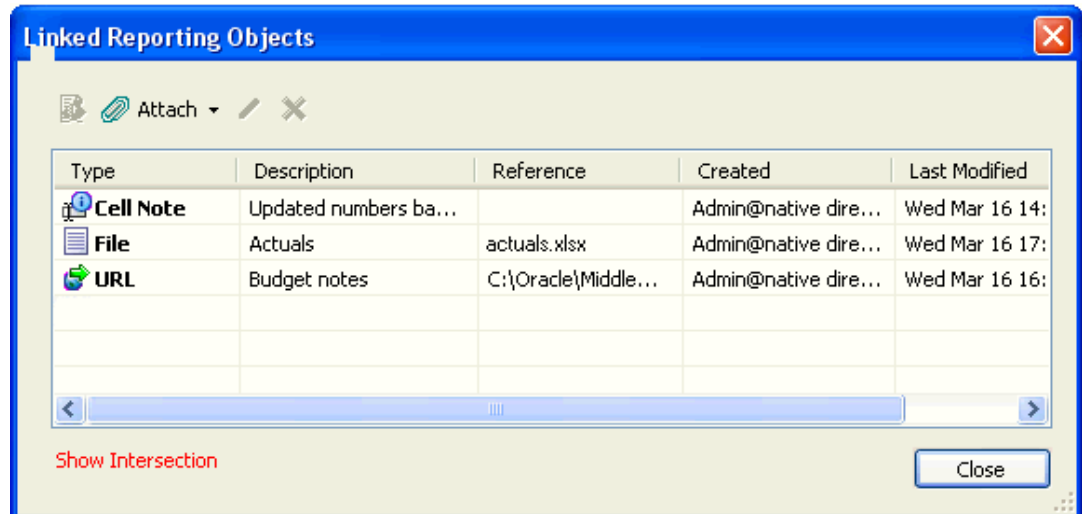 Linked Reporting Objects
Attach
Type Description Reference Created Last Modified
Cell Note Updated numbers ba... Admin@native dire... Wed Mar 16 14:
File Actuals actuals.xlsx Admin@native dire... Wed Mar 16 17:
URL Budget notes C:\Oracle\Middle... Admin@native dire... Wed Mar 16 16:
Show Intersection
Close